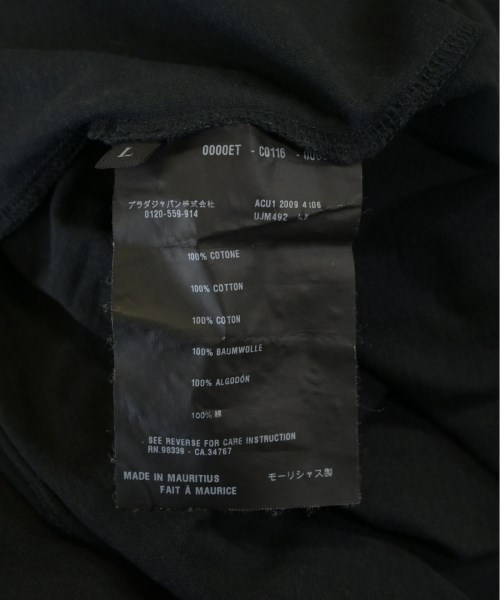 L
0000ET - C0116 -
プラダジャパン株式会社
0120-559-914
ACU1 2009 4106
UJM492
100% COTONE
100% COTTON
100% COTON
100% BAUMWOLLE
100% ALGODÓN
100% 綿
SEE REVERSE FOR CARE INSTRUCTION
RN.98339 - CA.34767
MADE IN MAURITIUS
FAIT À MAURICE
モーリシャス製